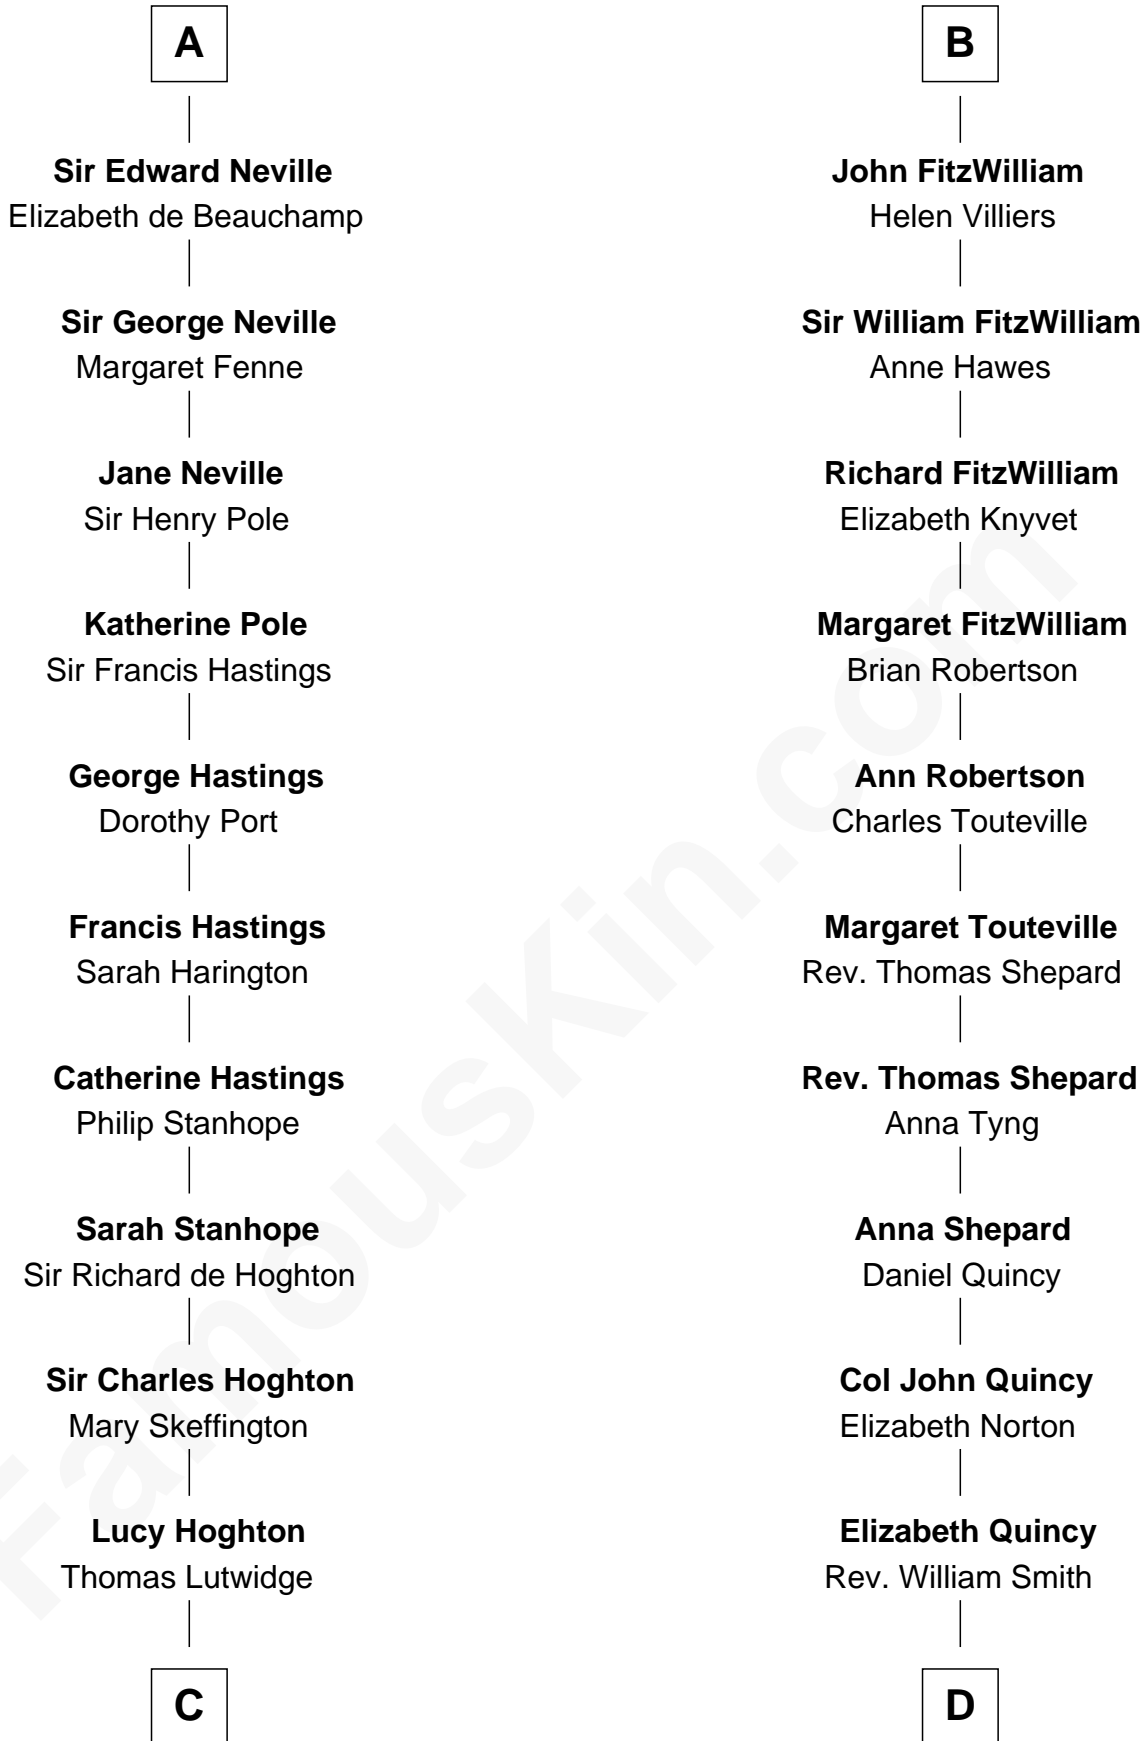 A
Sir Edward Neville
Elizabeth de Beauchamp
Sir George Neville
Margaret Fenne
Jane Neville
Sir Henry Pole
Katherine Pole
Sir Francis Hastings
George Hastings
Dorothy Port
Francis Hastings
Sarah Harington
Catherine Hastings
Philip Stanhope
Sarah Stanhope
Sir Richard de Hoghton
Sir Charles Hoghton
Mary Skeffington
Lucy Hoghton
Thomas Lutwidge
C
B
John FitzWilliam
Helen Villiers
Sir William FitzWilliam
Anne Hawes
Richard FitzWilliam
Elizabeth Knyvet
Margaret FitzWilliam
Brian Robertson
Ann Robertson
Charles Touteville
Margaret Touteville
Rev. Thomas Shepard
Rev. Thomas Shepard
Anna Tyng
Anna Shepard
Daniel Quincy
Col John Quincy
Elizabeth Norton
Elizabeth Quincy
Rev. William Smith
D
FamousKin.com